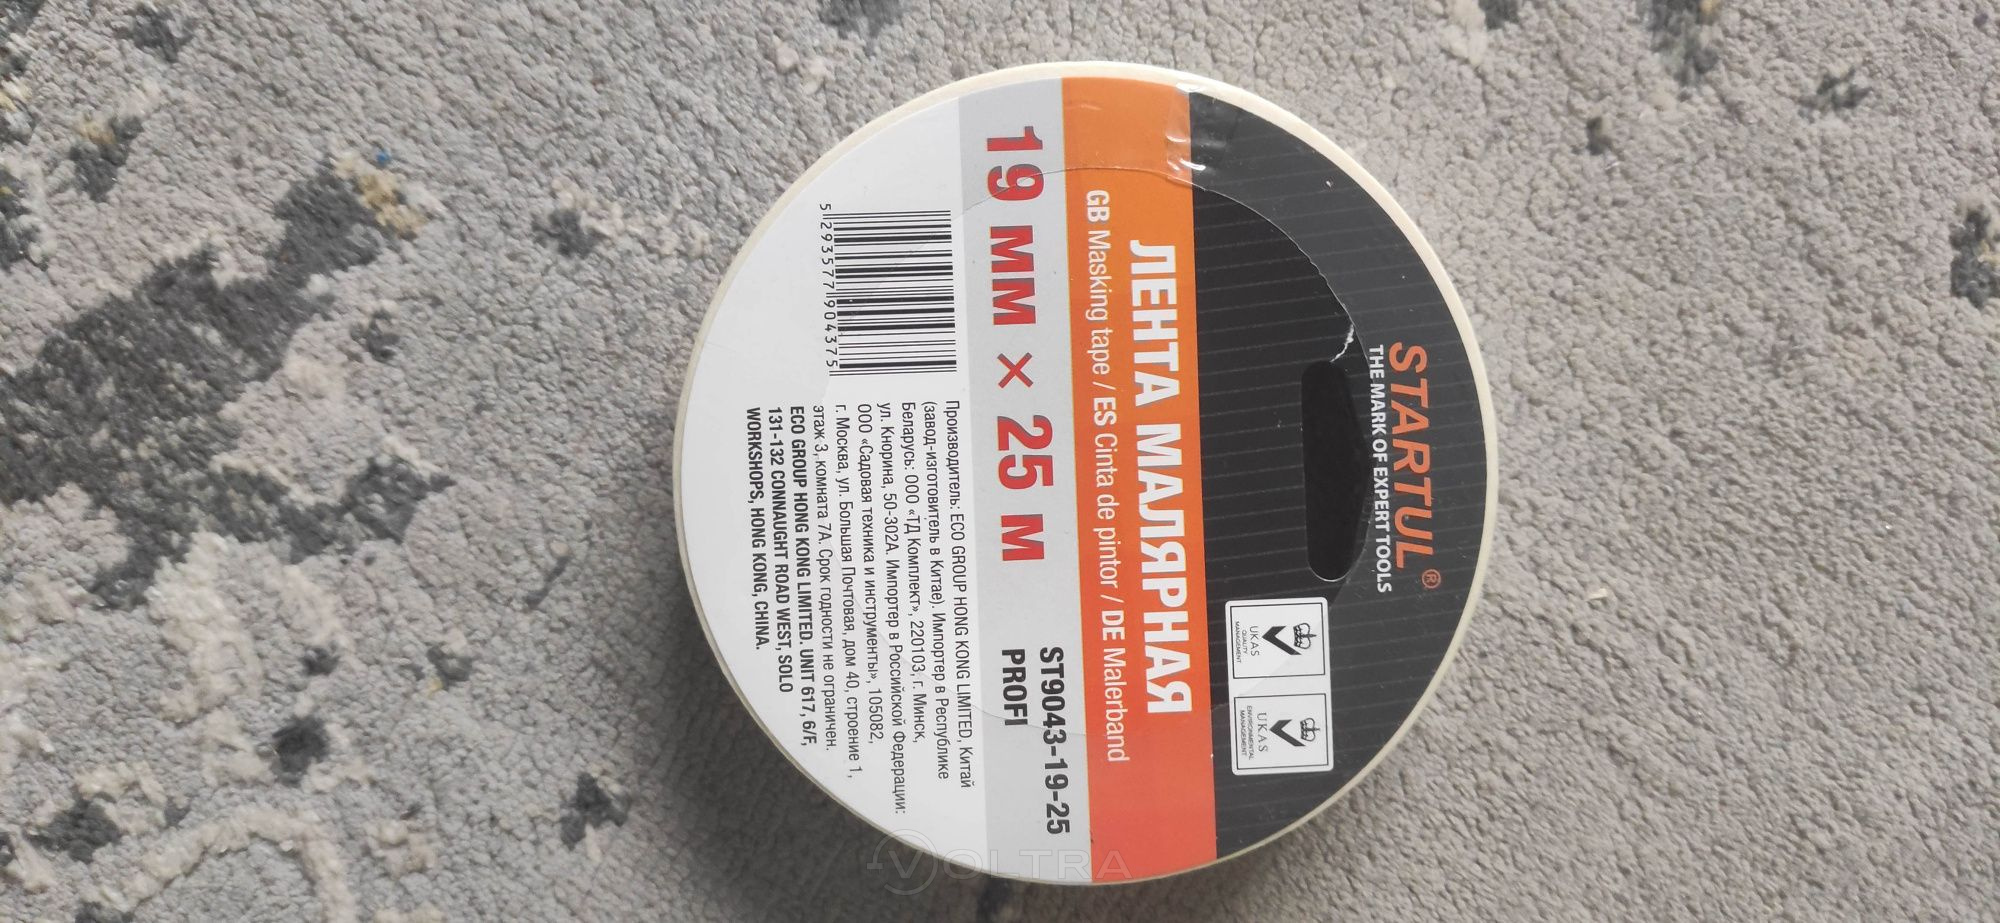 STARTUL®
THE MARK OF EXPERT TOOLS
UKAS
QUALITY
MANAGEMENT
UKAS
ENVIRONMENTAL
MANAGEMENT
ЛЕНТА МАЛЯРНАЯ
GB Masking tape / ES Cinta de pintor / DE Malerband
19 мм × 25 м
ST9043-19-25
PROFI
5 293577 904375
Производитель: ECO GROUP HONG KONG LIMITED, Китай
(завод-изготовитель в Китае). Импортер в Республике
Беларусь: ООО «ТД Комплект», 220103, г. Минск,
ул. Кнорина, 50-302А. Импортер в Российской Федерации:
ООО «Садовая техника и инструменты», 105082,
г. Москва, ул. Большая Почтовая, дом 40, строение 1,
этаж 3, комната 7А. Срок годности не ограничен.
ECO GROUP HONG KONG LIMITED. UNIT 617, 6/F,
131-132 CONNAUGHT ROAD WEST, SOLO
WORKSHOPS, HONG KONG, CHINA.
VOLTRA